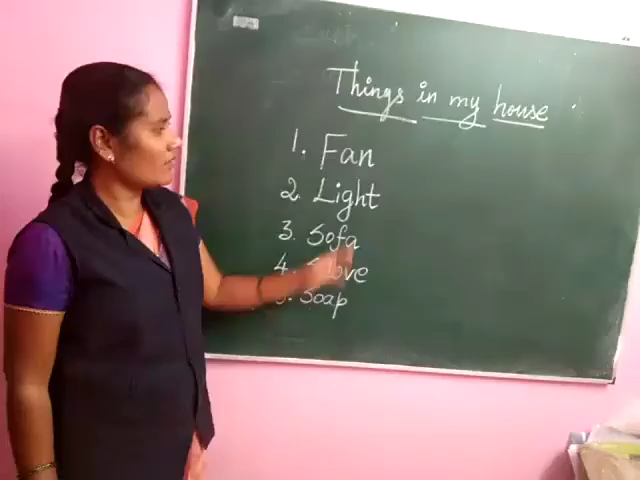 Things in my house
1. Fan
2. Light
3. Sofa
4.
5. Soap